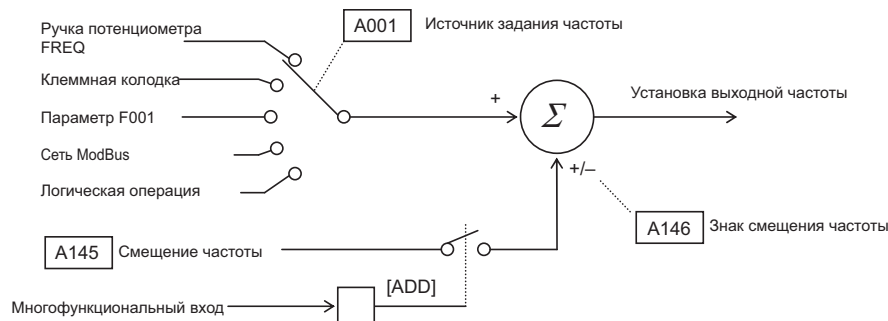 Ручка потенциометра
FREQ
A001
Источник задания частоты
Клеммная колодка
Параметр F001
+
Σ
Установка выходной частоты
Сеть ModBus
Логическая операция
+/–
A145
Смещение частоты
A146
Знак смещения частоты
[ADD]
Многофункциональный вход